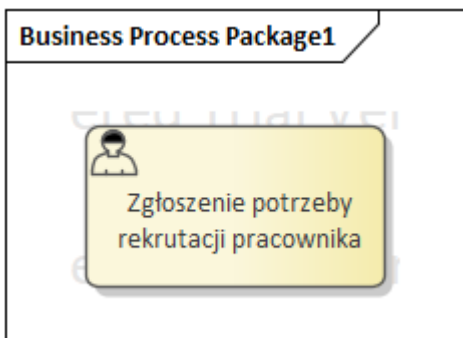 Business Process Package1
Zgłoszenie potrzeby
rekrutacji pracownika